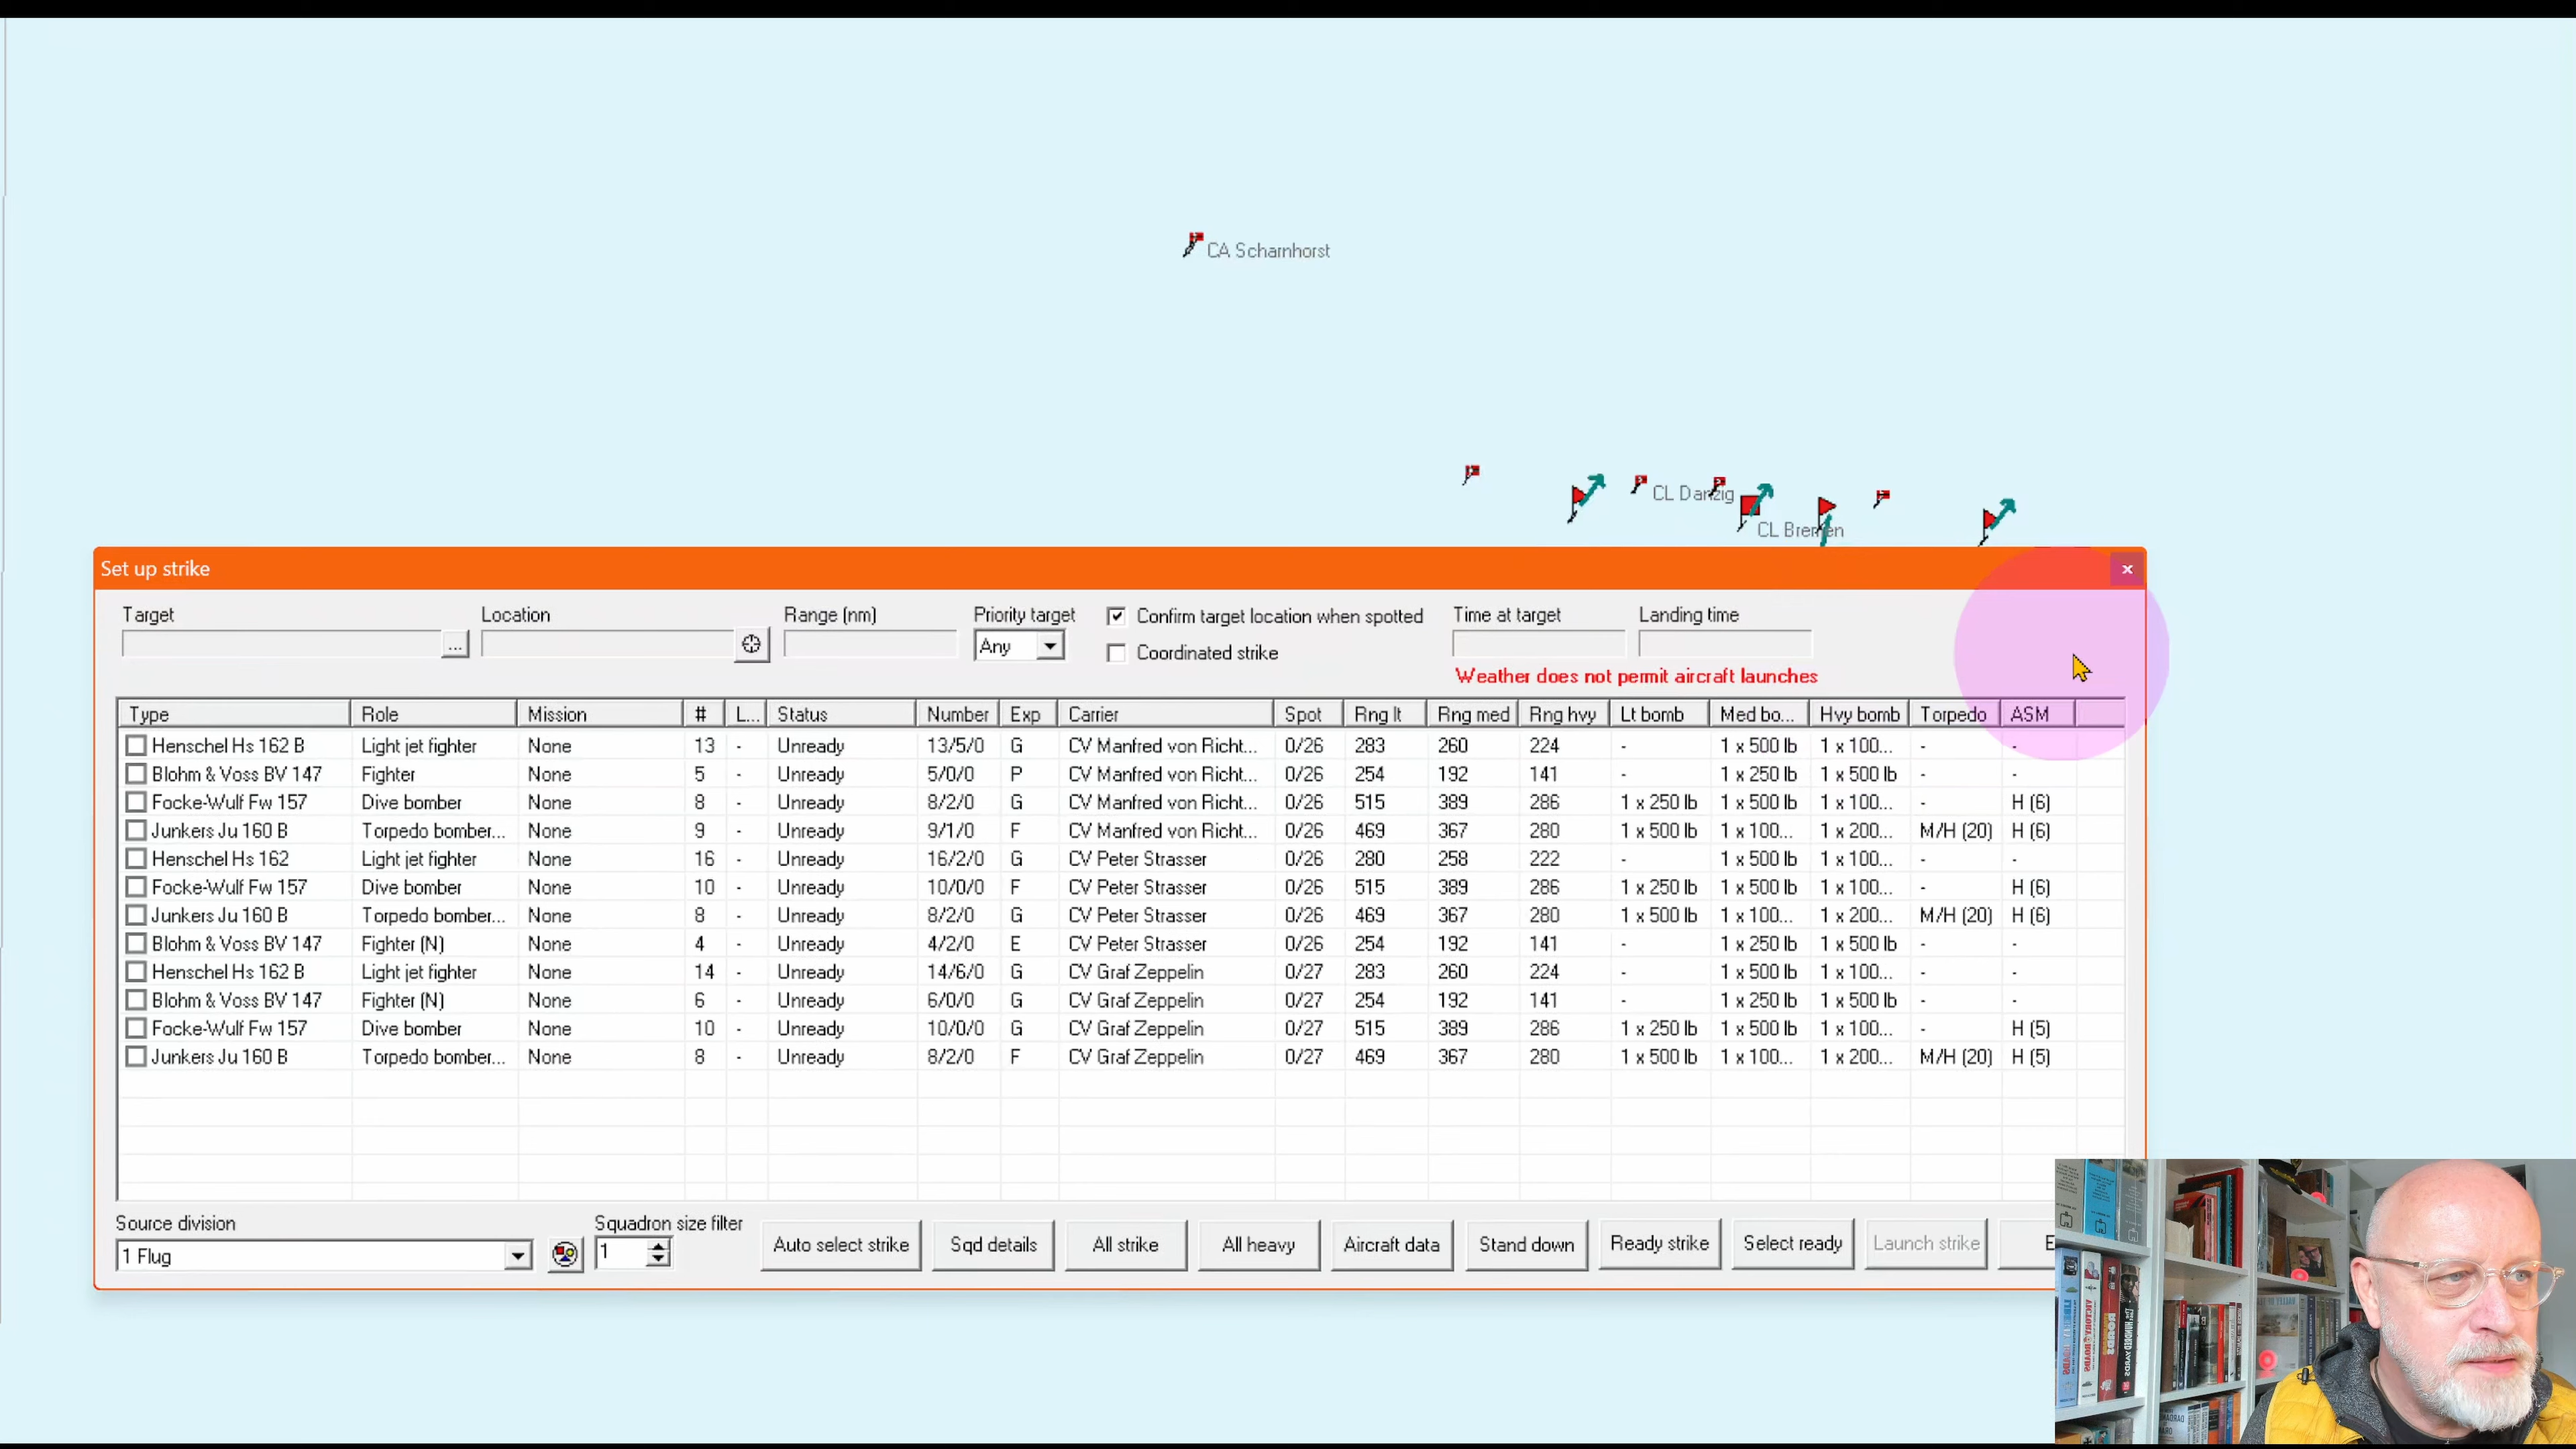 CA Scharnhorst
CL Danzig
CL Bremen
Set up strike
Target Location Range (nm) Priority target Confirm target location when spotted Time at target Landing time
... Any Coordinated strike
Weather does not permit aircraft launches
Type Role Mission # L... Status Number Exp Carrier Spot Rng lt Rng med Rng hvy Lt bomb Med bo... Hvy bomb Torpedo ASM
Henschel Hs 162 B Light jet fighter None 13 - Unready 13/5/0 G CV Manfred von Richt... 0/26 283 260 224 - 1 x 500 lb 1 x 100... - -
Blohm & Voss BV 147 Fighter None 5 - Unready 5/0/0 P CV Manfred von Richt... 0/26 254 192 141 - 1 x 250 lb 1 x 500 lb - -
Focke-Wulf Fw 157 Dive bomber None 8 - Unready 8/2/0 G CV Manfred von Richt... 0/26 515 389 286 1 x 250 lb 1 x 500 lb 1 x 100... - H (6)
Junkers Ju 160 B Torpedo bomber... None 9 - Unready 9/1/0 F CV Manfred von Richt... 0/26 469 367 280 1 x 500 lb 1 x 100... 1 x 200... M/H (20) H (6)
Henschel Hs 162 Light jet fighter None 16 - Unready 16/2/0 G CV Peter Strasser 0/26 280 258 222 - 1 x 500 lb 1 x 100... - -
Focke-Wulf Fw 157 Dive bomber None 10 - Unready 10/0/0 F CV Peter Strasser 0/26 515 389 286 1 x 250 lb 1 x 500 lb 1 x 100... - H (6)
Junkers Ju 160 B Torpedo bomber... None 8 - Unready 8/2/0 G CV Peter Strasser 0/26 469 367 280 1 x 500 lb 1 x 100... 1 x 200... M/H (20) H (6)
Blohm & Voss BV 147 Fighter (N) None 4 - Unready 4/2/0 E CV Peter Strasser 0/26 254 192 141 - 1 x 250 lb 1 x 500 lb - -
Henschel Hs 162 B Light jet fighter None 14 - Unready 14/6/0 G CV Graf Zeppelin 0/27 283 260 224 - 1 x 500 lb 1 x 100... - -
Blohm & Voss BV 147 Fighter (N) None 6 - Unready 6/0/0 G CV Graf Zeppelin 0/27 254 192 141 - 1 x 250 lb 1 x 500 lb - -
Focke-Wulf Fw 157 Dive bomber None 10 - Unready 10/0/0 G CV Graf Zeppelin 0/27 515 389 286 1 x 250 lb 1 x 500 lb 1 x 100... - H (5)
Junkers Ju 160 B Torpedo bomber... None 8 - Unready 8/2/0 F CV Graf Zeppelin 0/27 469 367 280 1 x 500 lb 1 x 100... 1 x 200... M/H (20) H (5)
Source division Squadron size filter
1 Flug 1 Auto select strike Sqd details All strike All heavy Aircraft data Stand down Ready strike Select ready Launch strike